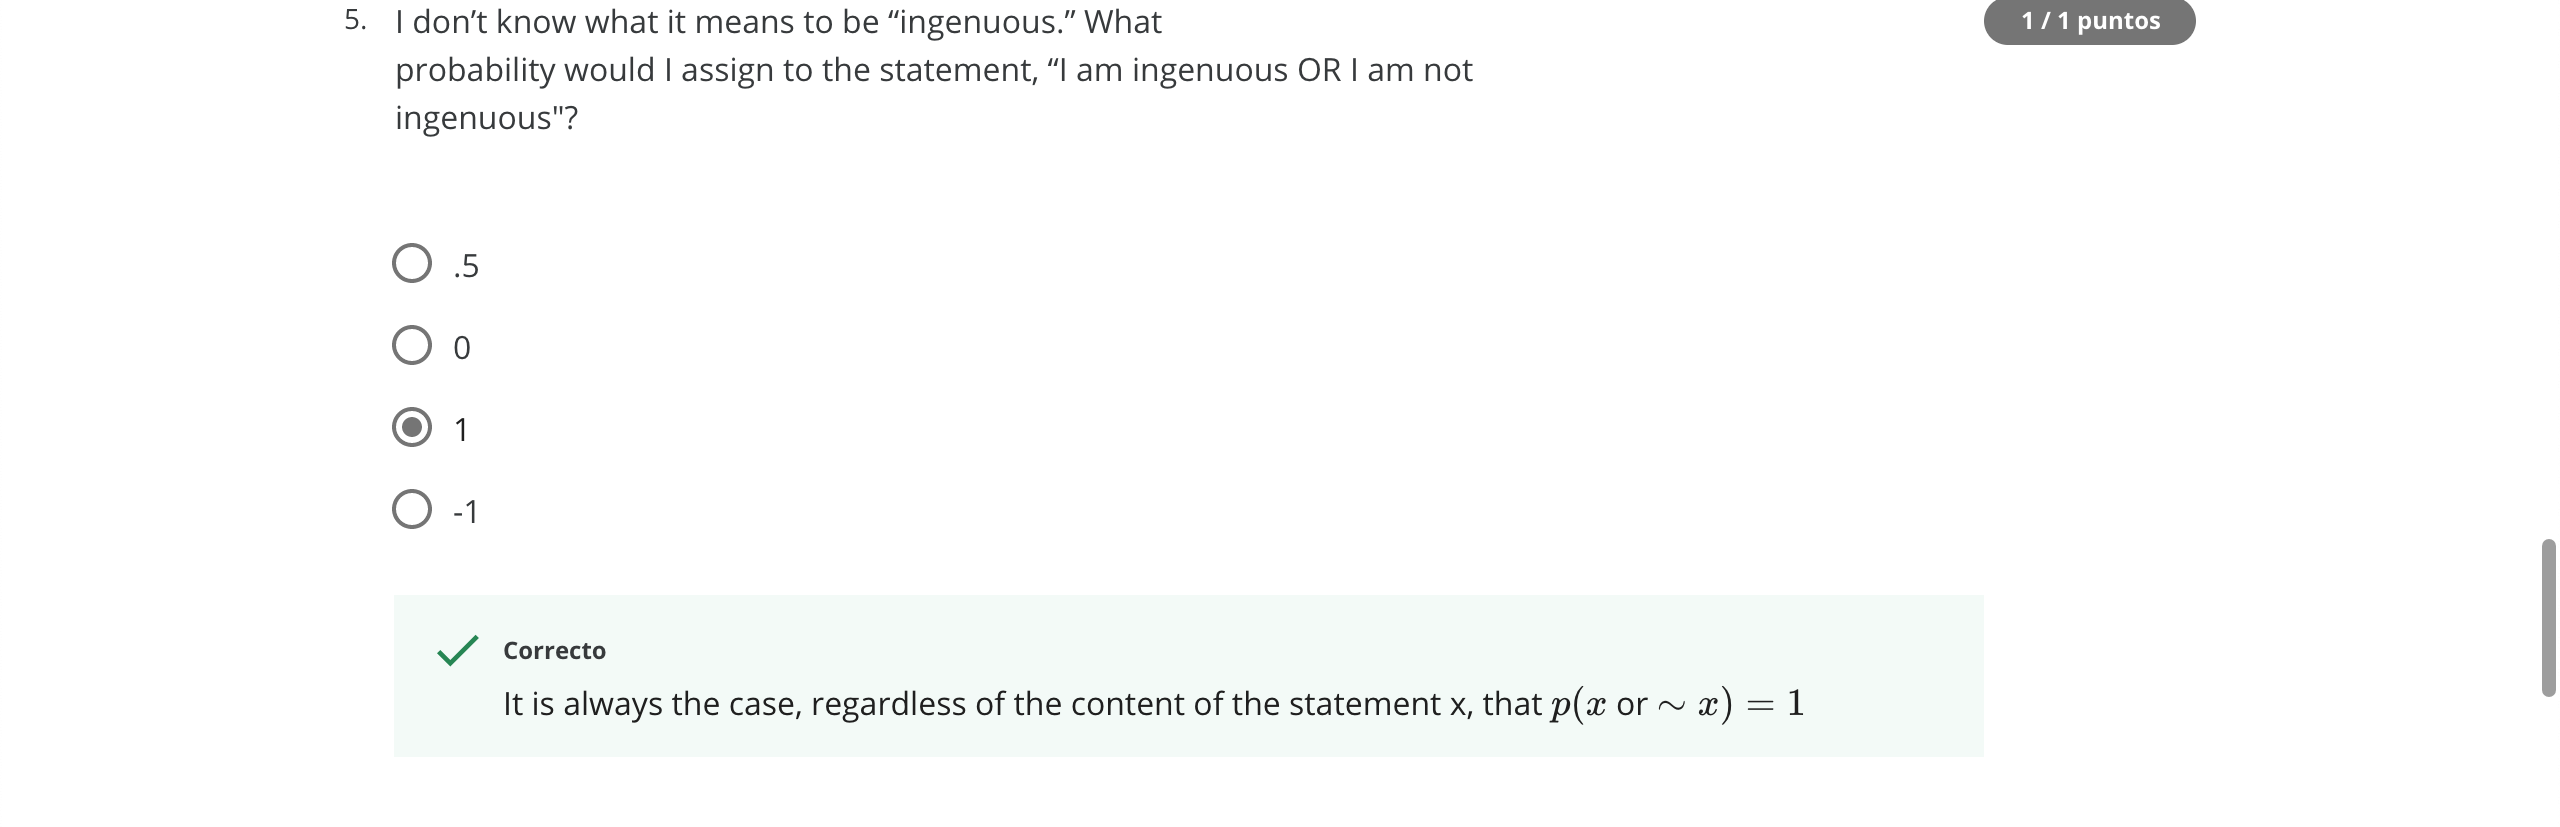 5. I don’t know what it means to be “ingenuous.” What
1 / 1 puntos
probability would I assign to the statement, “I am ingenuous OR I am not
ingenuous"?
.5
0
1
-1
Correcto
It is always the case, regardless of the content of the statement x, that p(x or ∼ x) = 1